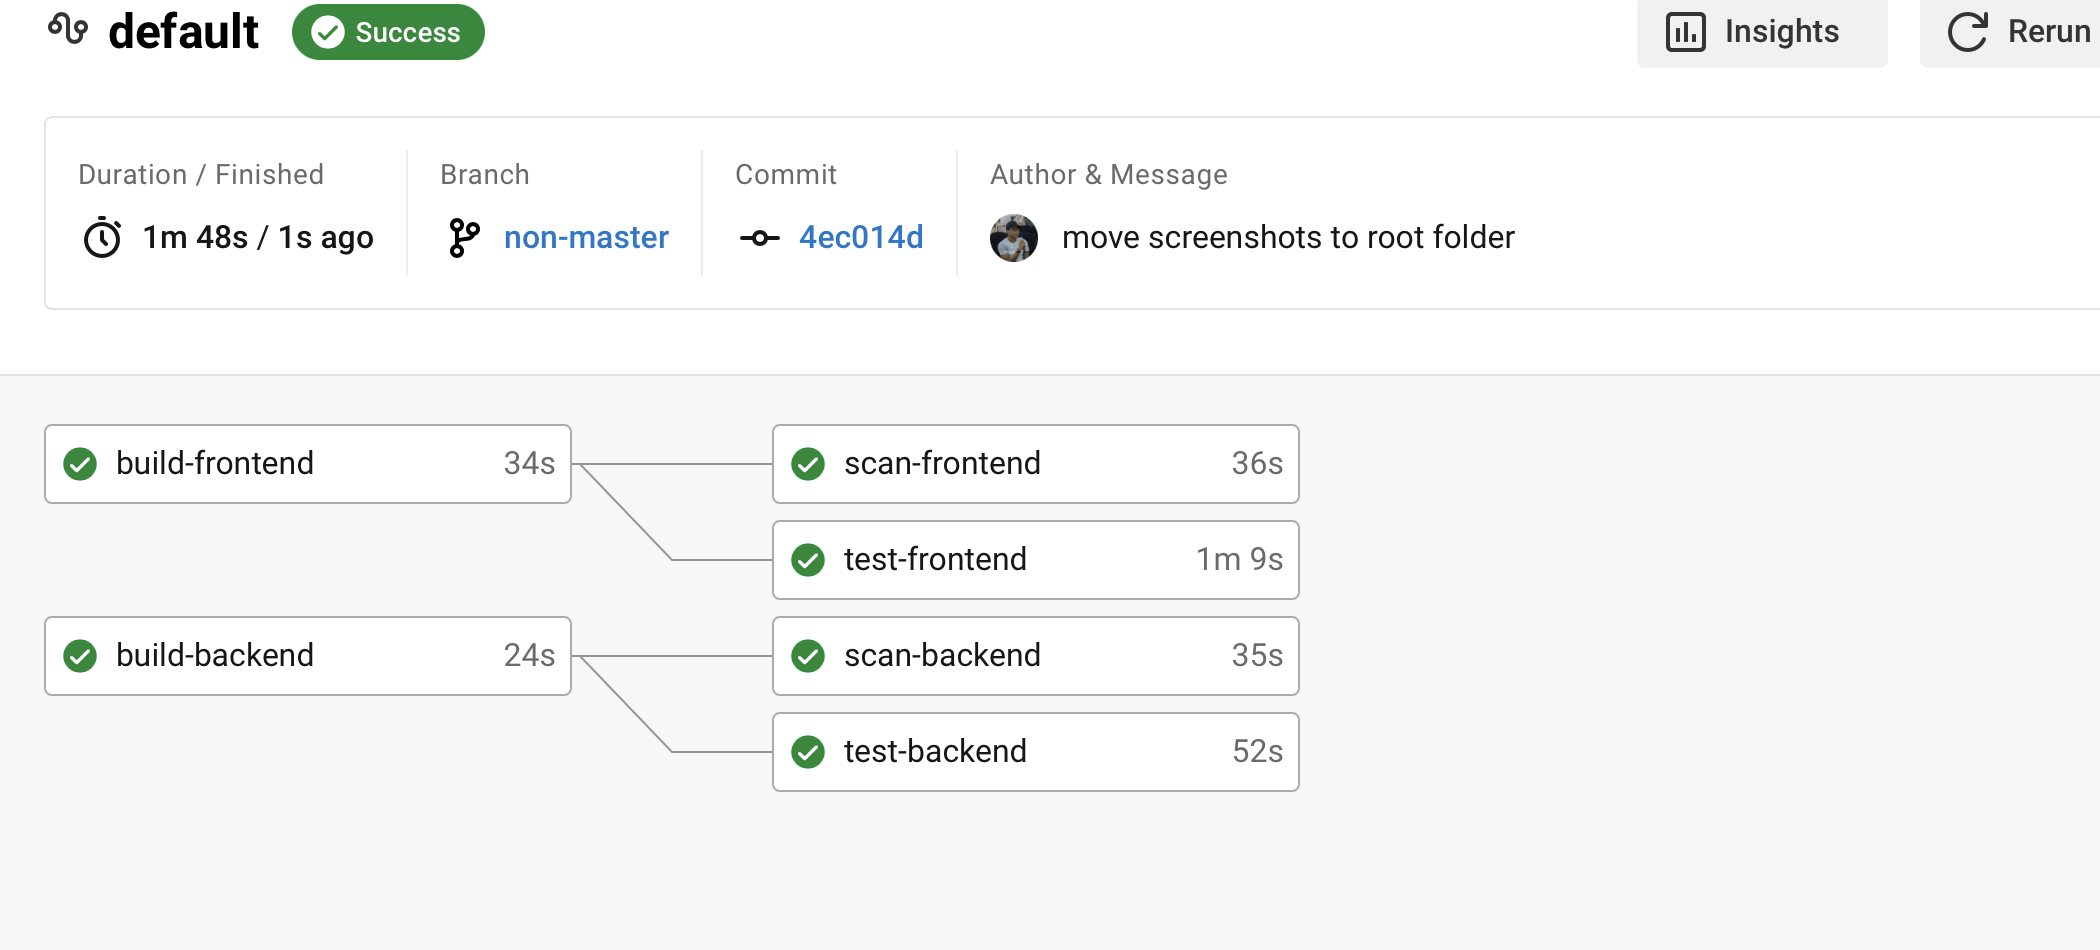 default
Success
Insights
Rerun
Duration / Finished
1m 48s / 1s ago
Branch
non-master
Commit
4ec014d
Author & Message
move screenshots to root folder
build-frontend 34s
scan-frontend 36s
test-frontend 1m 9s
build-backend 24s
scan-backend 35s
test-backend 52s